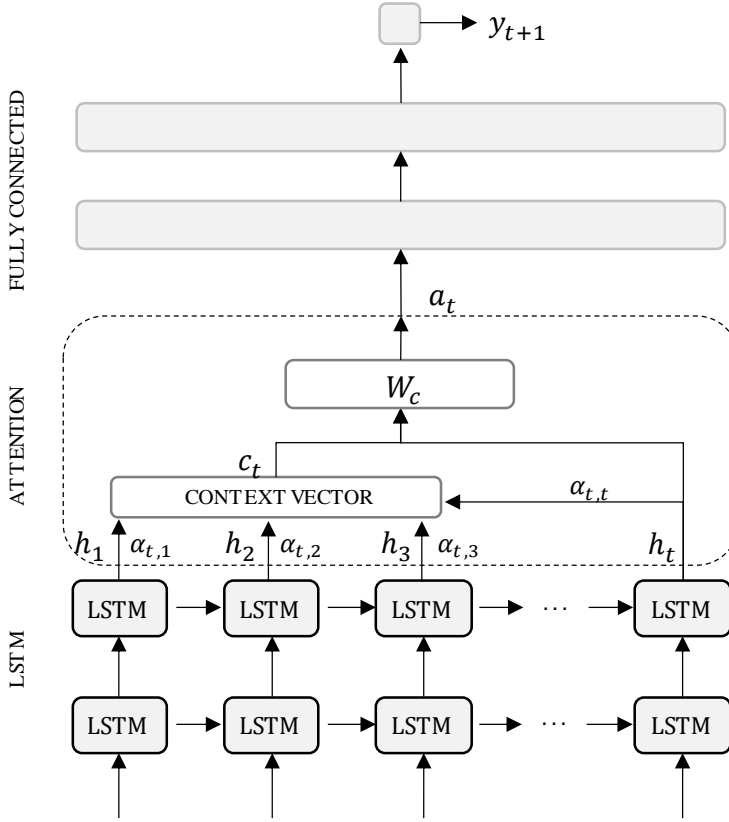 y_{t+1}
FULLY CONNECTED
a_t
ATTENTION
W_c
c_t
CONTEXT VECTOR
α_{t,t}
h_1 α_{t,1} h_2 α_{t,2} h_3 α_{t,3} h_t
LSTM
LSTM LSTM LSTM ... LSTM
LSTM LSTM LSTM ... LSTM